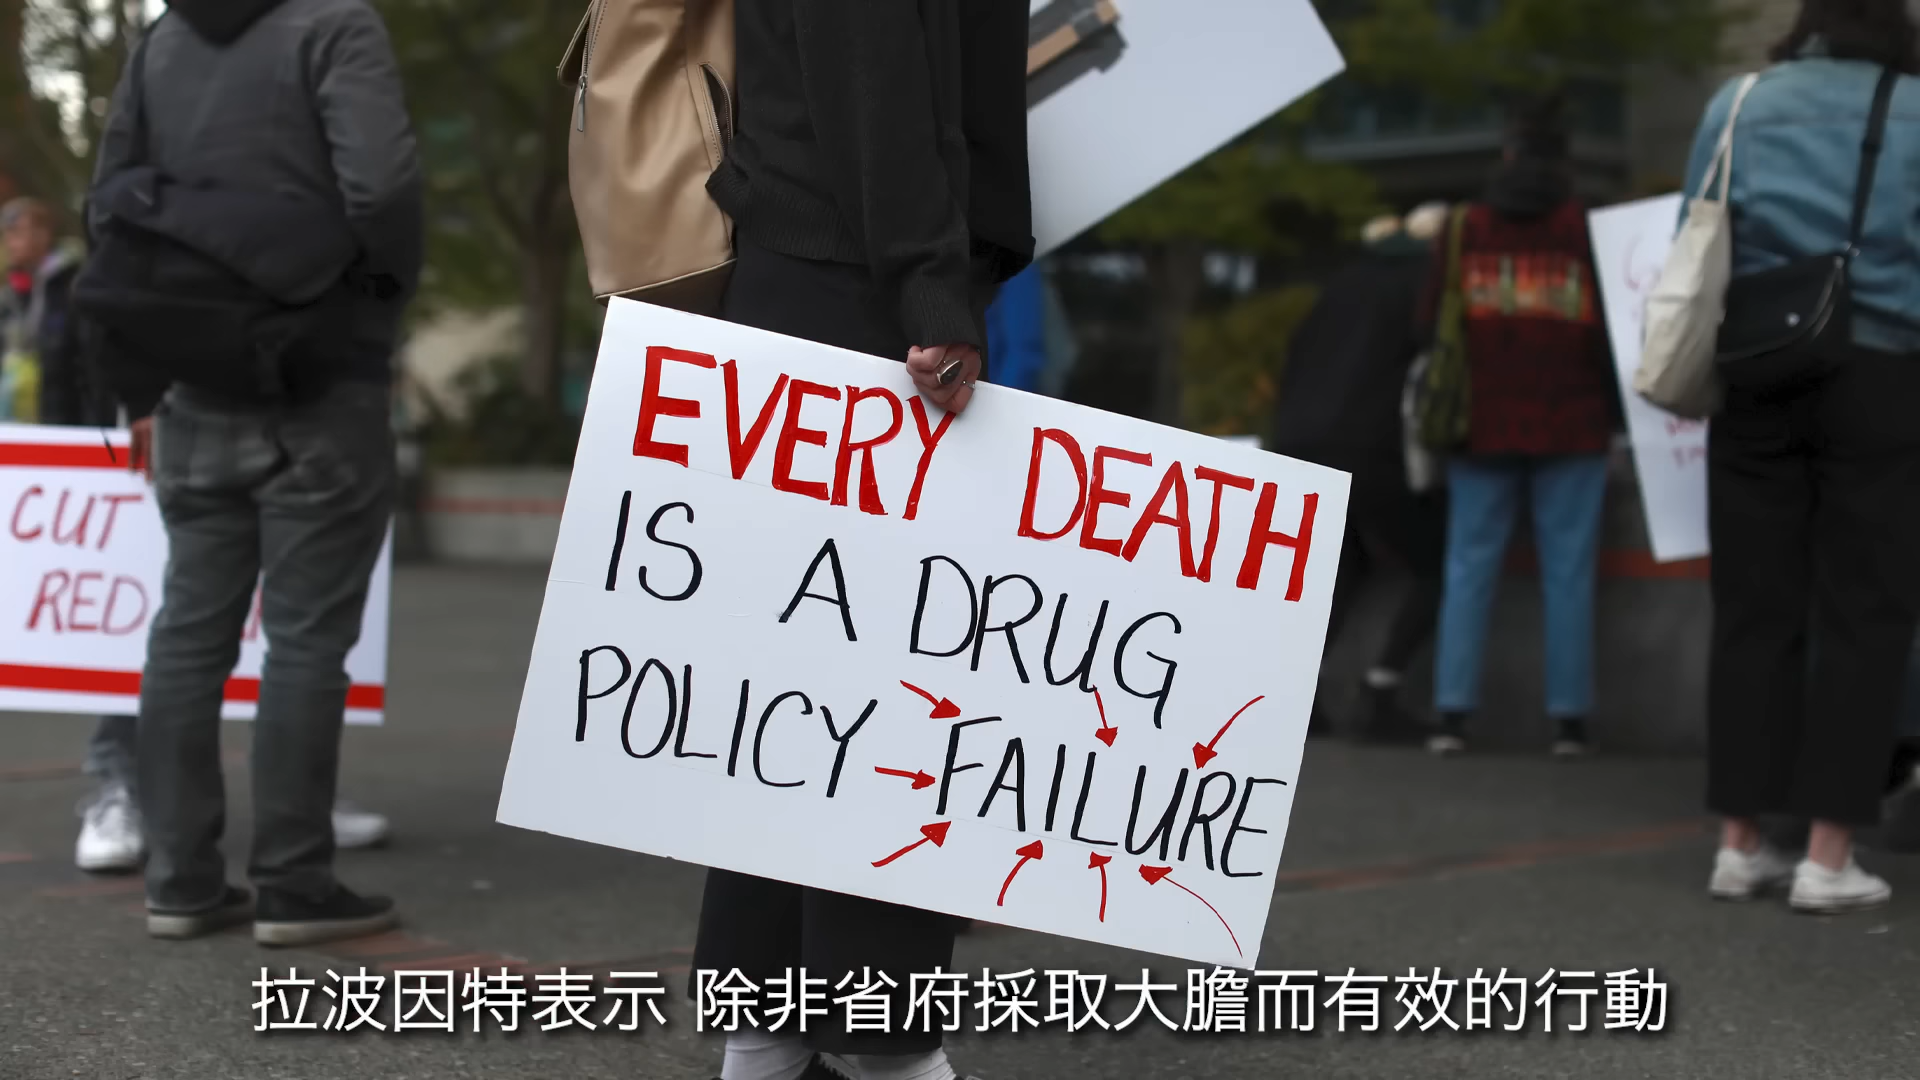 EVERY DEATH
IS A DRUG
POLICY FAILURE
CUT
RED
拉波因特表示 除非省府採取大膽而有效的行動